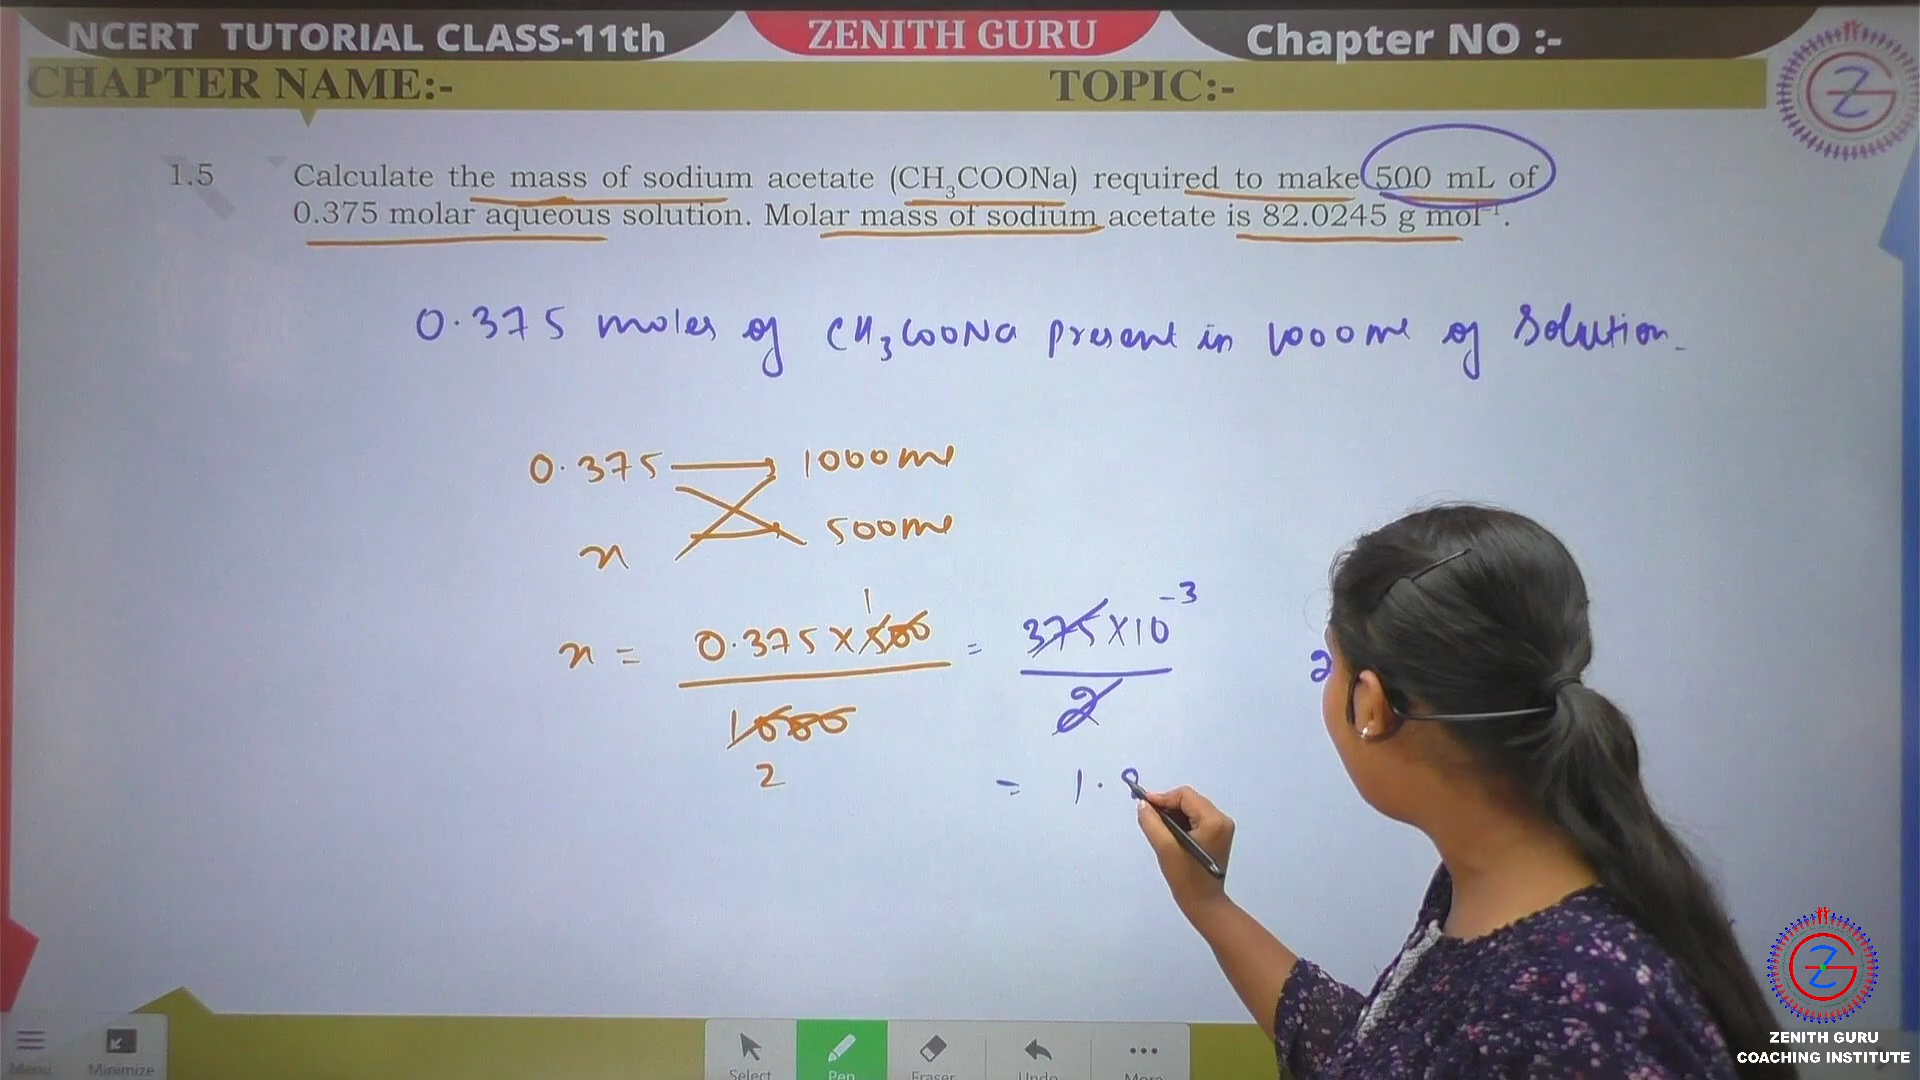 NCERT TUTORIAL CLASS-11th
ZENITH GURU
Chapter NO :-
CHAPTER NAME:-
TOPIC:-
1.5 Calculate the mass of sodium acetate (CH₃COONa) required to make 500 mL of
0.375 molar aqueous solution. Molar mass of sodium acetate is 82.0245 g mol⁻¹.
0.375 moles of CH₃COONa present in 1000ml of Solution.
0.375 → 1000ml
x 500ml
1
x = 0.375 × 500 = 375 × 10⁻³
2
1000 2
2
= 1.8
ZENITH GURU
COACHING INSTITUTE
Menu
Minimize
Select
Pen
Eraser
Undo
More